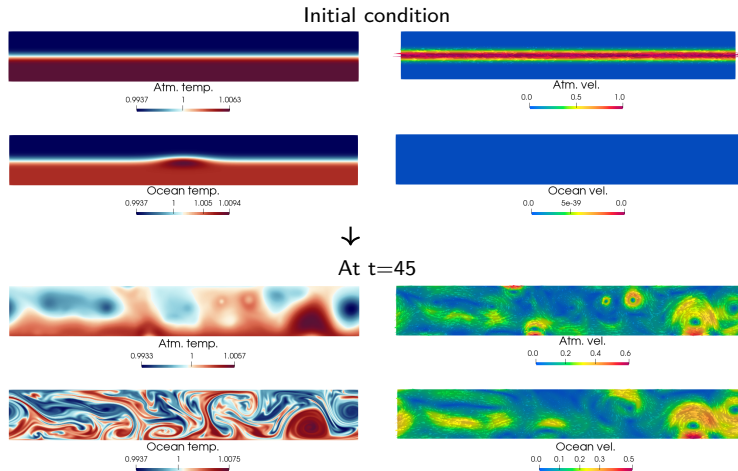 Initial condition
Atm. temp.
0.9937 1 1.0063
Atm. vel.
0.0 0.5 1.0
Ocean temp.
0.9937 1 1.005 1.0094
Ocean vel.
0.0 5e-39 0.0
At t=45
Atm. temp.
0.9933 1 1.0057
Atm. vel.
0.0 0.2 0.4 0.6
Ocean temp.
0.9937 1 1.0075
Ocean vel.
0.0 0.1 0.2 0.3 0.5